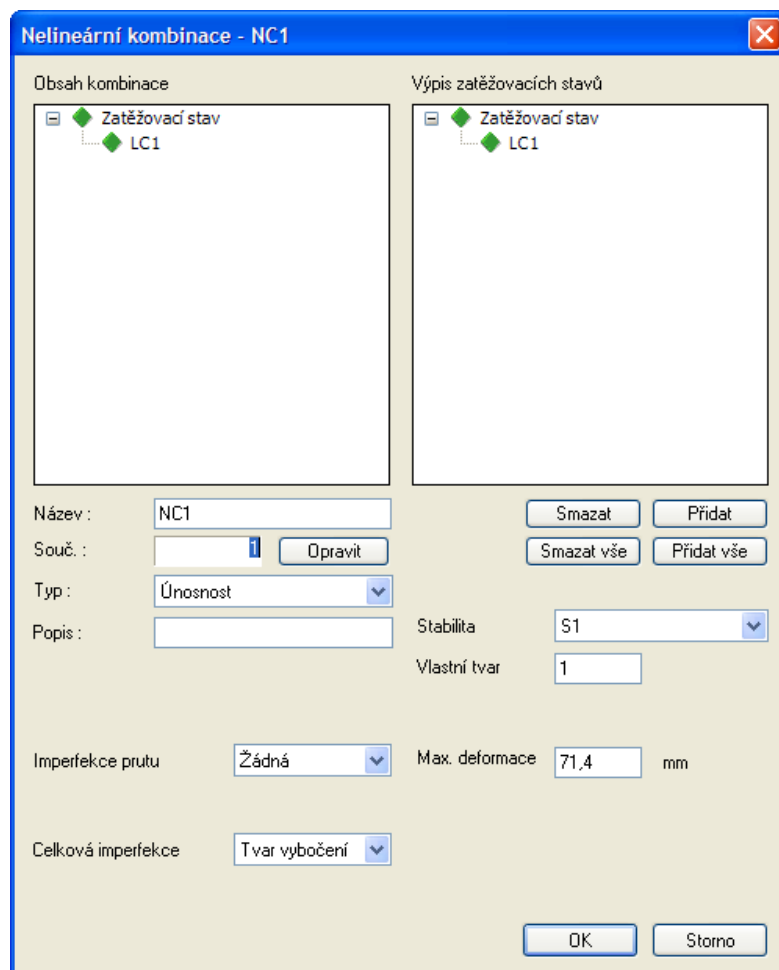 Nelineární kombinace - NC1
Obsah kombinace
Výpis zatěžovacích stavů
Zatěžovací stav
LC1
Zatěžovací stav
LC1
Název : NC1
Smazat Přidat
Souč. : 1 Opravit
Smazat vše Přidat vše
Typ : Únosnost
Popis :
Stabilita S1
Vlastní tvar 1
Imperfekce prutu Žádná
Max. deformace 71,4 mm
Celková imperfekce Tvar vybočení
OK Storno